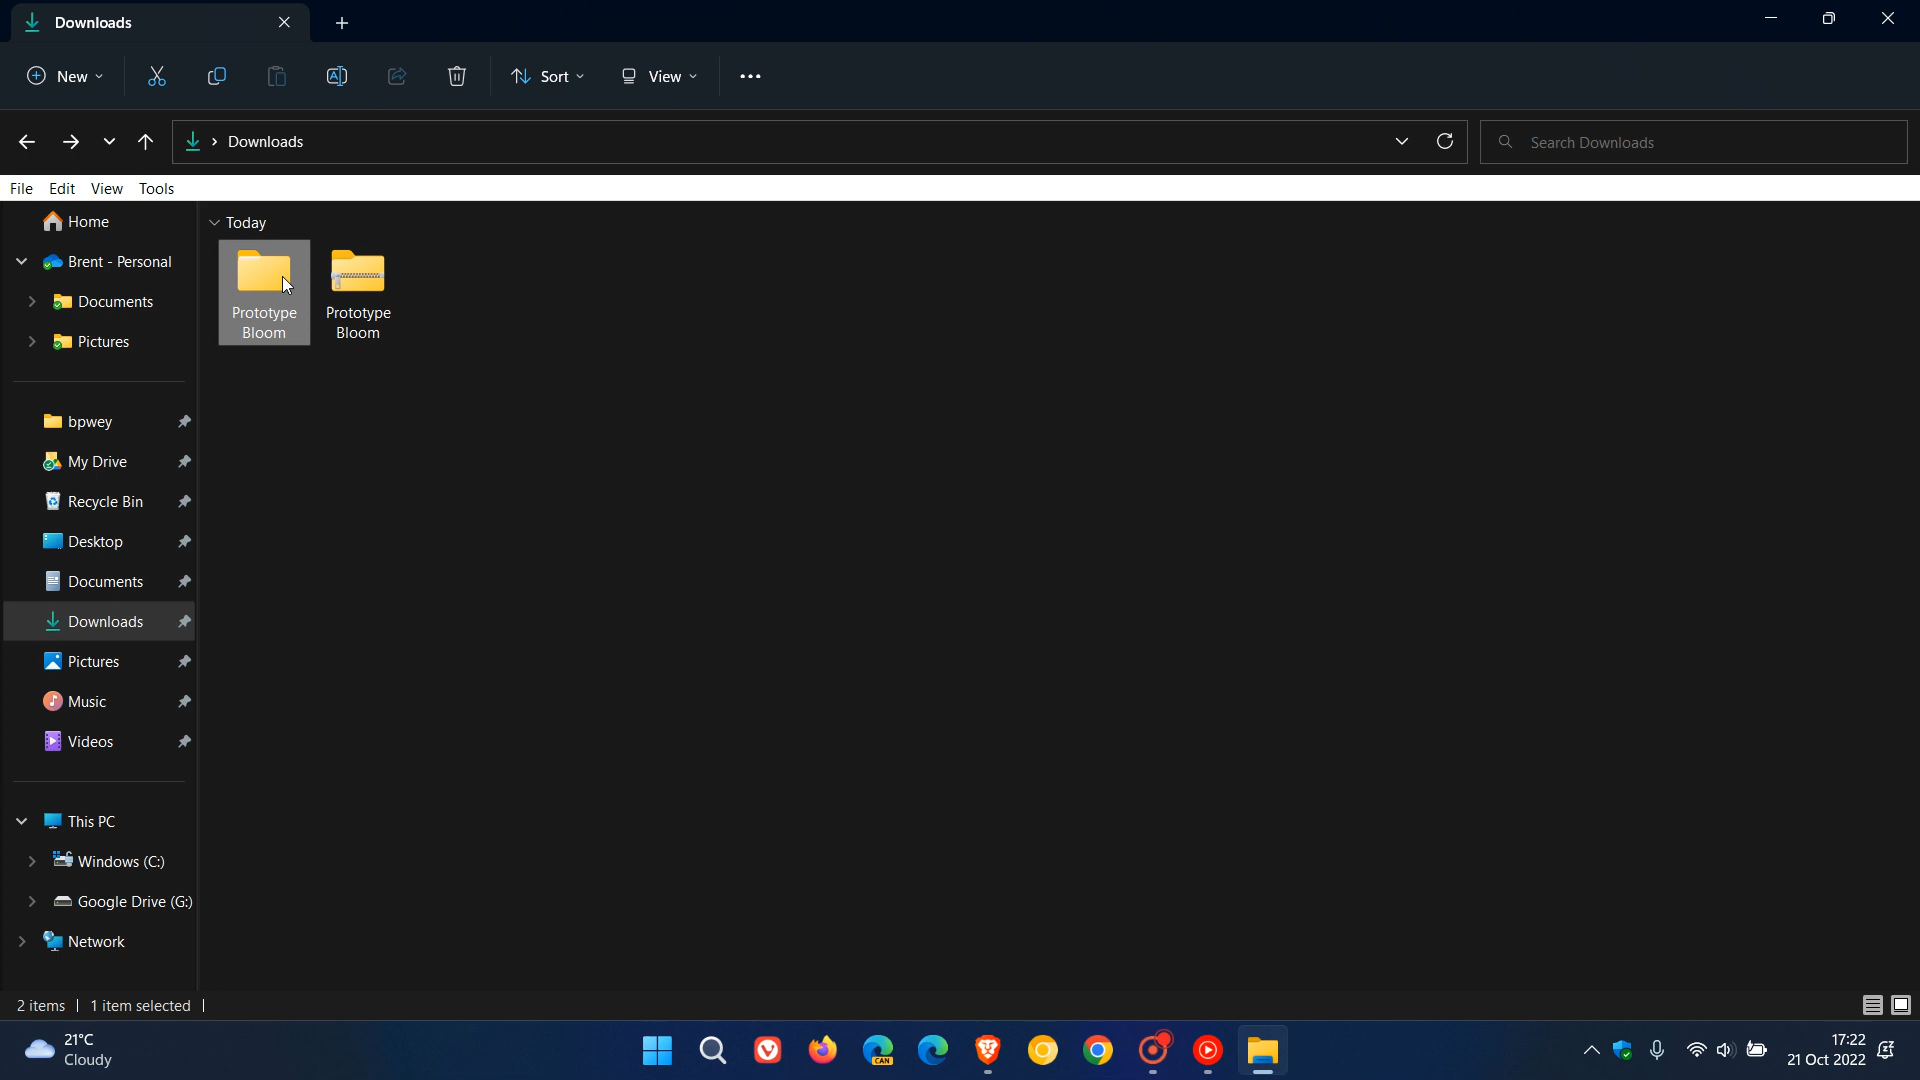 Downloads
New
Sort
View
Downloads
Search Downloads
File Edit View Tools
Home
Brent - Personal
Documents
Pictures
bpwey
My Drive
Recycle Bin
Desktop
Documents
Downloads
Pictures
Music
Videos
This PC
Windows (C:)
Google Drive (G:)
Network
Today
Prototype
Bloom
Prototype
Bloom
2 items
1 item selected
21°C
Cloudy
CAN
17:22
21 Oct 2022